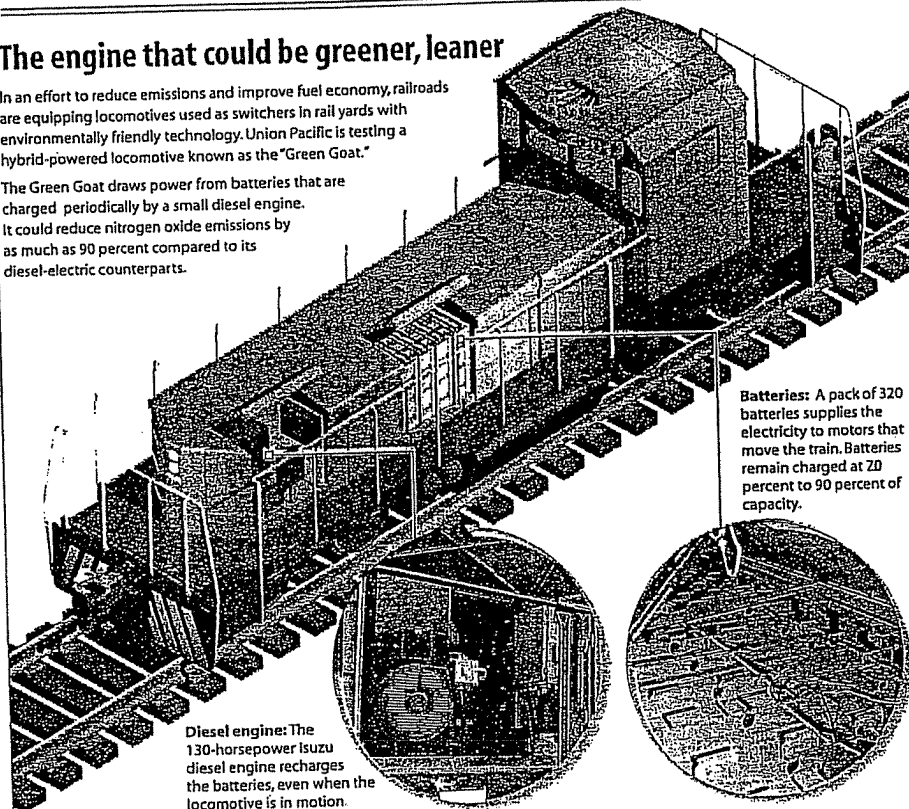 The engine that could be greener, leaner
In an effort to reduce emissions and improve fuel economy, railroads
are equipping locomotives used as switchers in rail yards with
environmentally friendly technology. Union Pacific is testing a
hybrid-powered locomotive known as the "Green Goat."
The Green Goat draws power from batteries that are
charged periodically by a small diesel engine.
It could reduce nitrogen oxide emissions by
as much as 90 percent compared to its
diesel-electric counterparts.
Batteries: A pack of 320
batteries supplies the
electricity to motors that
move the train. Batteries
remain charged at 70
percent to 90 percent of
capacity.
Diesel engine: The
130-horsepower Isuzu
diesel engine recharges
the batteries, even when the
locomotive is in motion.